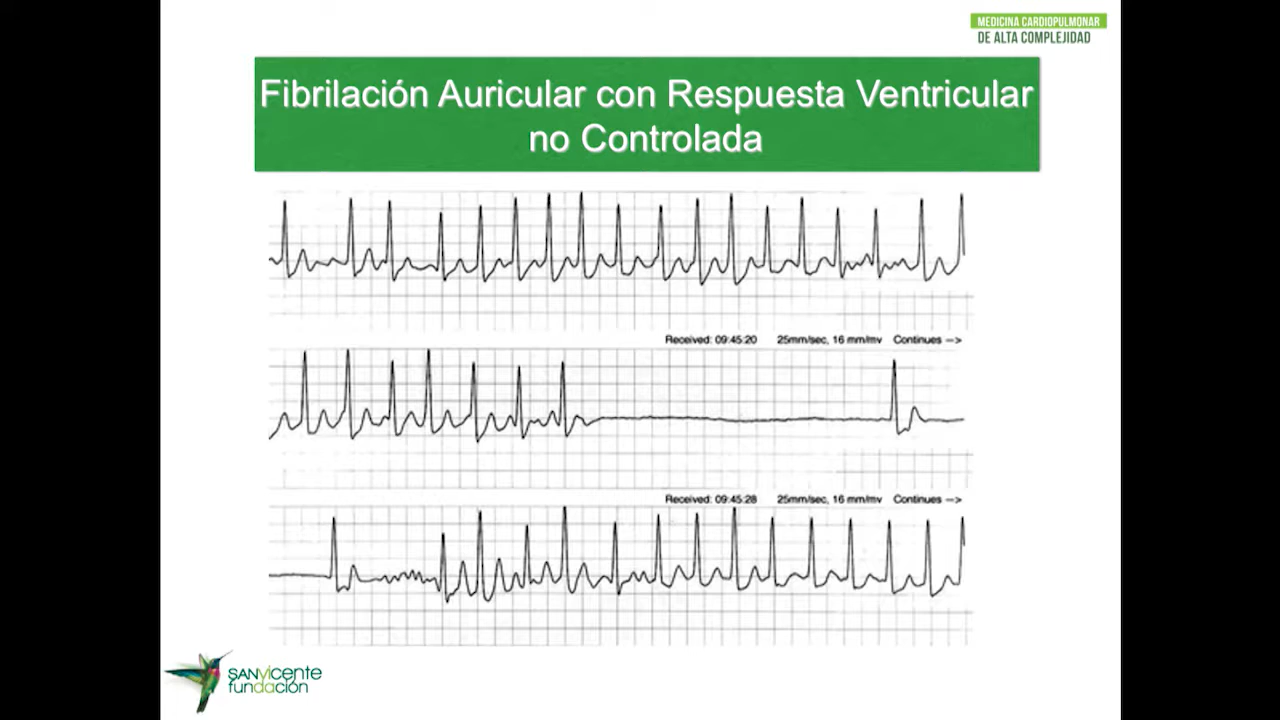 MEDICINA CARDIOPULMONAR
DE ALTA COMPLEJIDAD
Fibrilación Auricular con Respuesta Ventricular
no Controlada
Received: 09:45:20 25mm/sec, 16 mm/mv Continues -->
Received: 09:45:28 25mm/sec, 16 mm/mv Continues -->
SANVICENTE
fUNDACIÓN